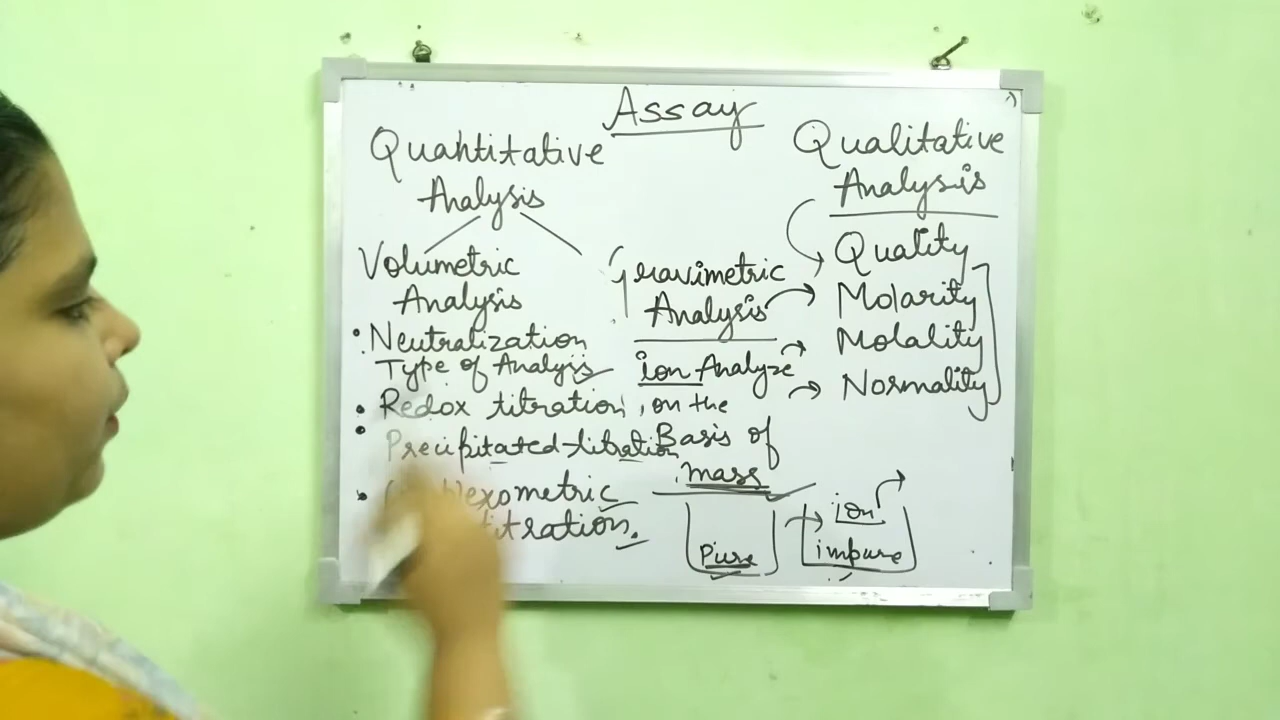 Assay
Quantitative
Analysis
Volumetric
Analysis
• Neutralization
Type of Analysis
• Redox titration
• Precipitated titration
titration.
Gravimetric
Analysis
ion Analyze
, on the
Basis of
mass
Pure
ion
impure
Qualitative
Analysis
Quality
Molarity
Molality
Normality